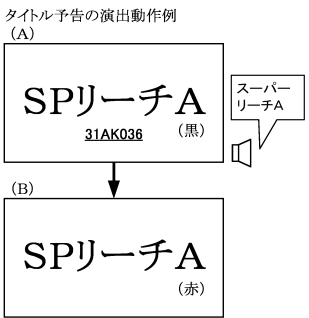 タイトル予告の演出動作例
（A）
SPリーチA
31AK036
（黒）
スーパー
リーチA
（B）
SPリーチA
（赤）